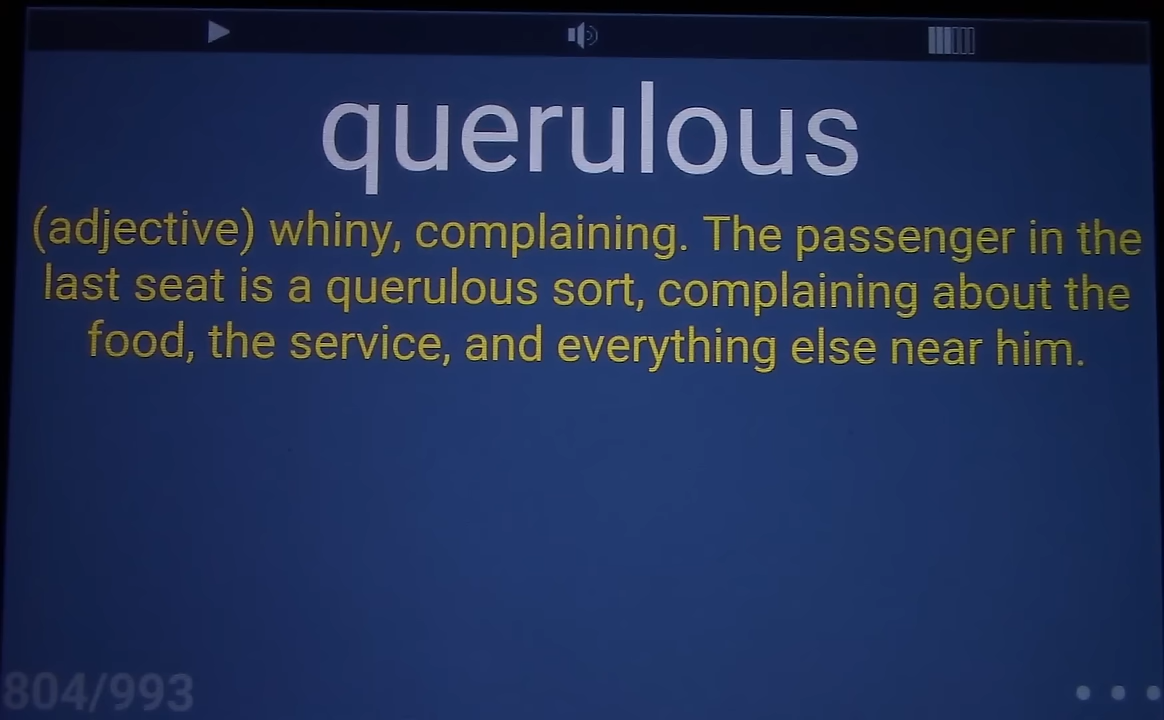 querulous
(adjective) whiny, complaining. The passenger in the
last seat is a querulous sort, complaining about the
food, the service, and everything else near him.
804/993